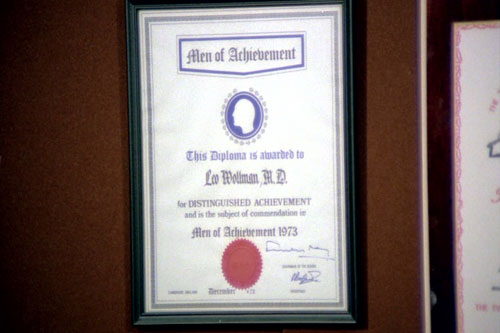 Men of Achievement
This Diploma is awarded to
Leo Wollman, M.D.
for DISTINGUISHED ACHIEVEMENT
and is the subject of commendation in
Men of Achievement 1973
December